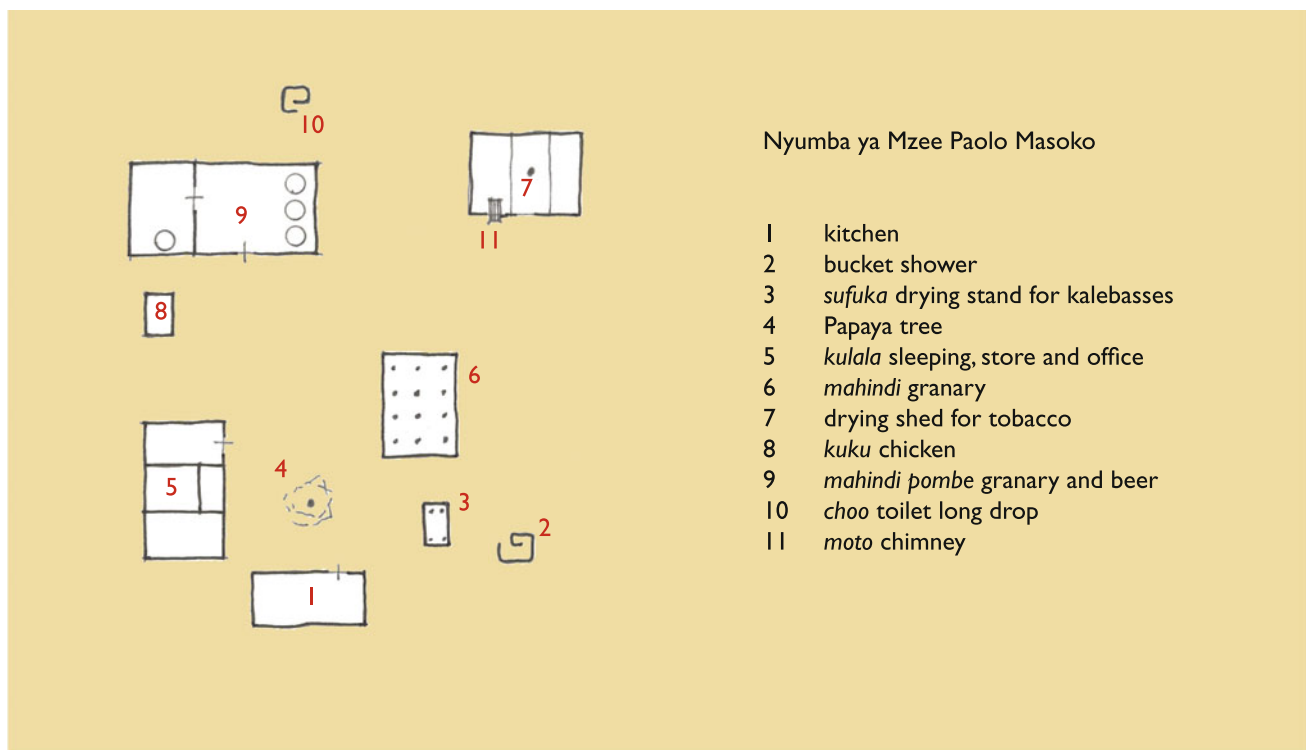 10
9
7
11
8
6
5
4
3
2
1
Nyumba ya Mzee Paolo Masoko
1 kitchen
2 bucket shower
3 sufuka drying stand for kalebasses
4 Papaya tree
5 kulala sleeping, store and office
6 mahindi granary
7 drying shed for tobacco
8 kuku chicken
9 mahindi pombe granary and beer
10 choo toilet long drop
11 moto chimney